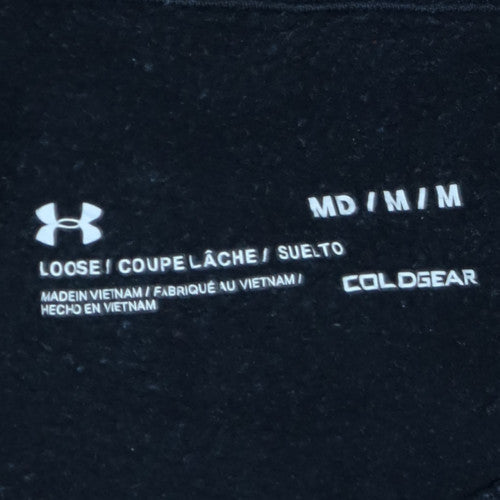 MD / M / M
LOOSE / COUPE LÂCHE / SUELTO
MADE IN VIETNAM / FABRIQUÉ AU VIETNAM /
HECHO EN VIETNAM
COLDGEAR